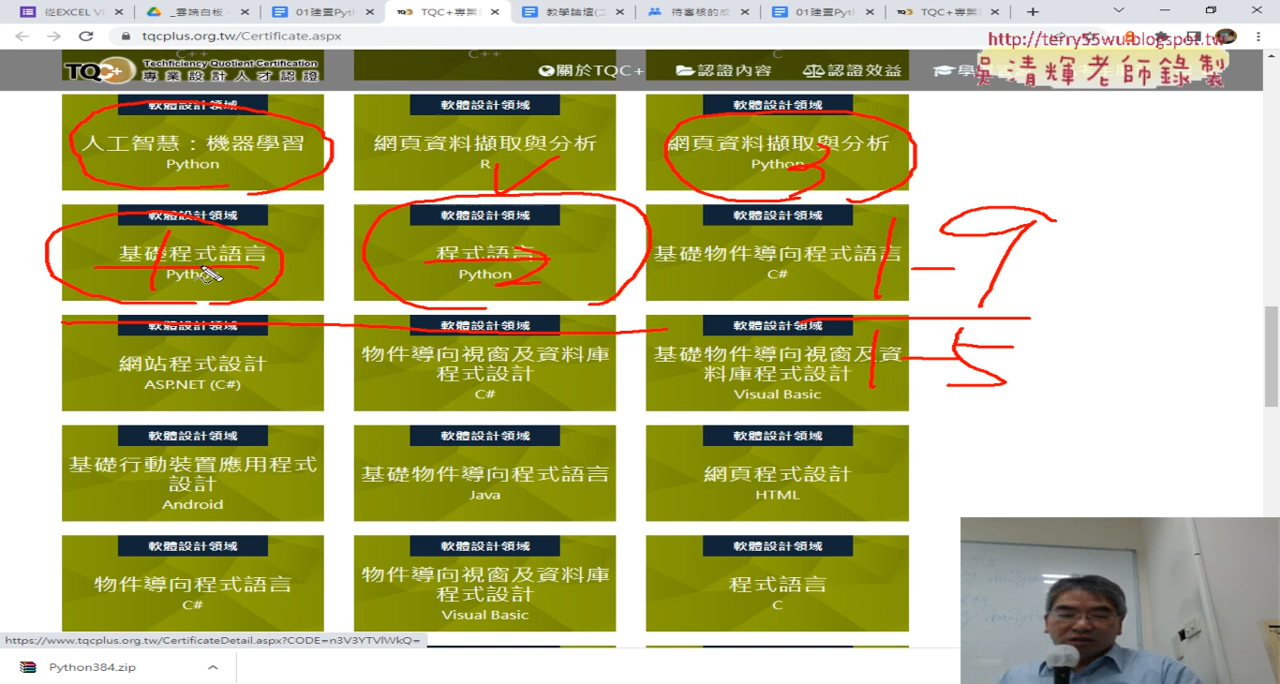 從EXCEL VI
_雲端白板 -
01建置Pyth
TQC+專業
教學論壇(之
待審核的成
01建置Pyth
TQC+專業
tqcplus.org.tw/Certificate.aspx
http://terry55wu.blogspot.tw
吳清輝老師錄製
C++
C++
TQC+ Techficiency Quotient Certification
專業設計人才認證
關於TQC+
認證內容
認證效益
軟體設計領域
人工智慧：機器學習
Python
軟體設計領域
網頁資料擷取與分析
R
軟體設計領域
網頁資料擷取與分析
Python
3
軟體設計領域
基礎程式語言
Python
1
軟體設計領域
程式語言
Python
2
軟體設計領域
基礎物件導向程式語言
C#
1-9
軟體設計領域
網站程式設計
ASP.NET (C#)
軟體設計領域
物件導向視窗及資料庫
程式設計
C#
軟體設計領域
基礎物件導向視窗及資
料庫程式設計
Visual Basic
1-5
軟體設計領域
基礎行動裝置應用程式
設計
Android
軟體設計領域
基礎物件導向程式語言
Java
軟體設計領域
網頁程式設計
HTML
軟體設計領域
物件導向程式語言
C#
軟體設計領域
物件導向視窗及資料庫
程式設計
Visual Basic
軟體設計領域
程式語言
C
https://www.tqcplus.org.tw/CertificateDetail.aspx?CODE=n3V3YTVlWkQ=
Python384.zip